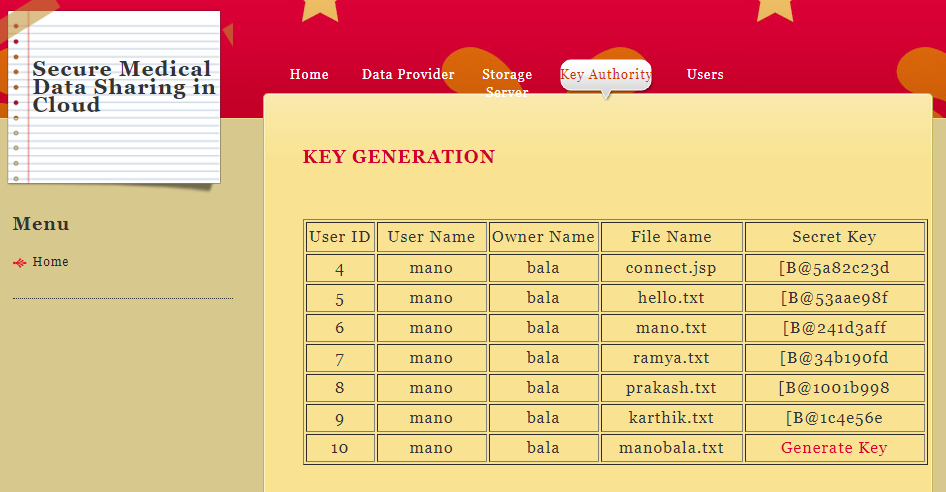 Secure Medical
Data Sharing in
Cloud
Home Data Provider Storage Server Key Authority Users
KEY GENERATION
Menu
Home
User ID User Name Owner Name File Name Secret Key
4 mano bala connect.jsp [B@5a82c23d
5 mano bala hello.txt [B@53aae98f
6 mano bala mano.txt [B@241d3aff
7 mano bala ramya.txt [B@34b190fd
8 mano bala prakash.txt [B@1001b998
9 mano bala karthik.txt [B@1c4e56e
10 mano bala manobala.txt Generate Key